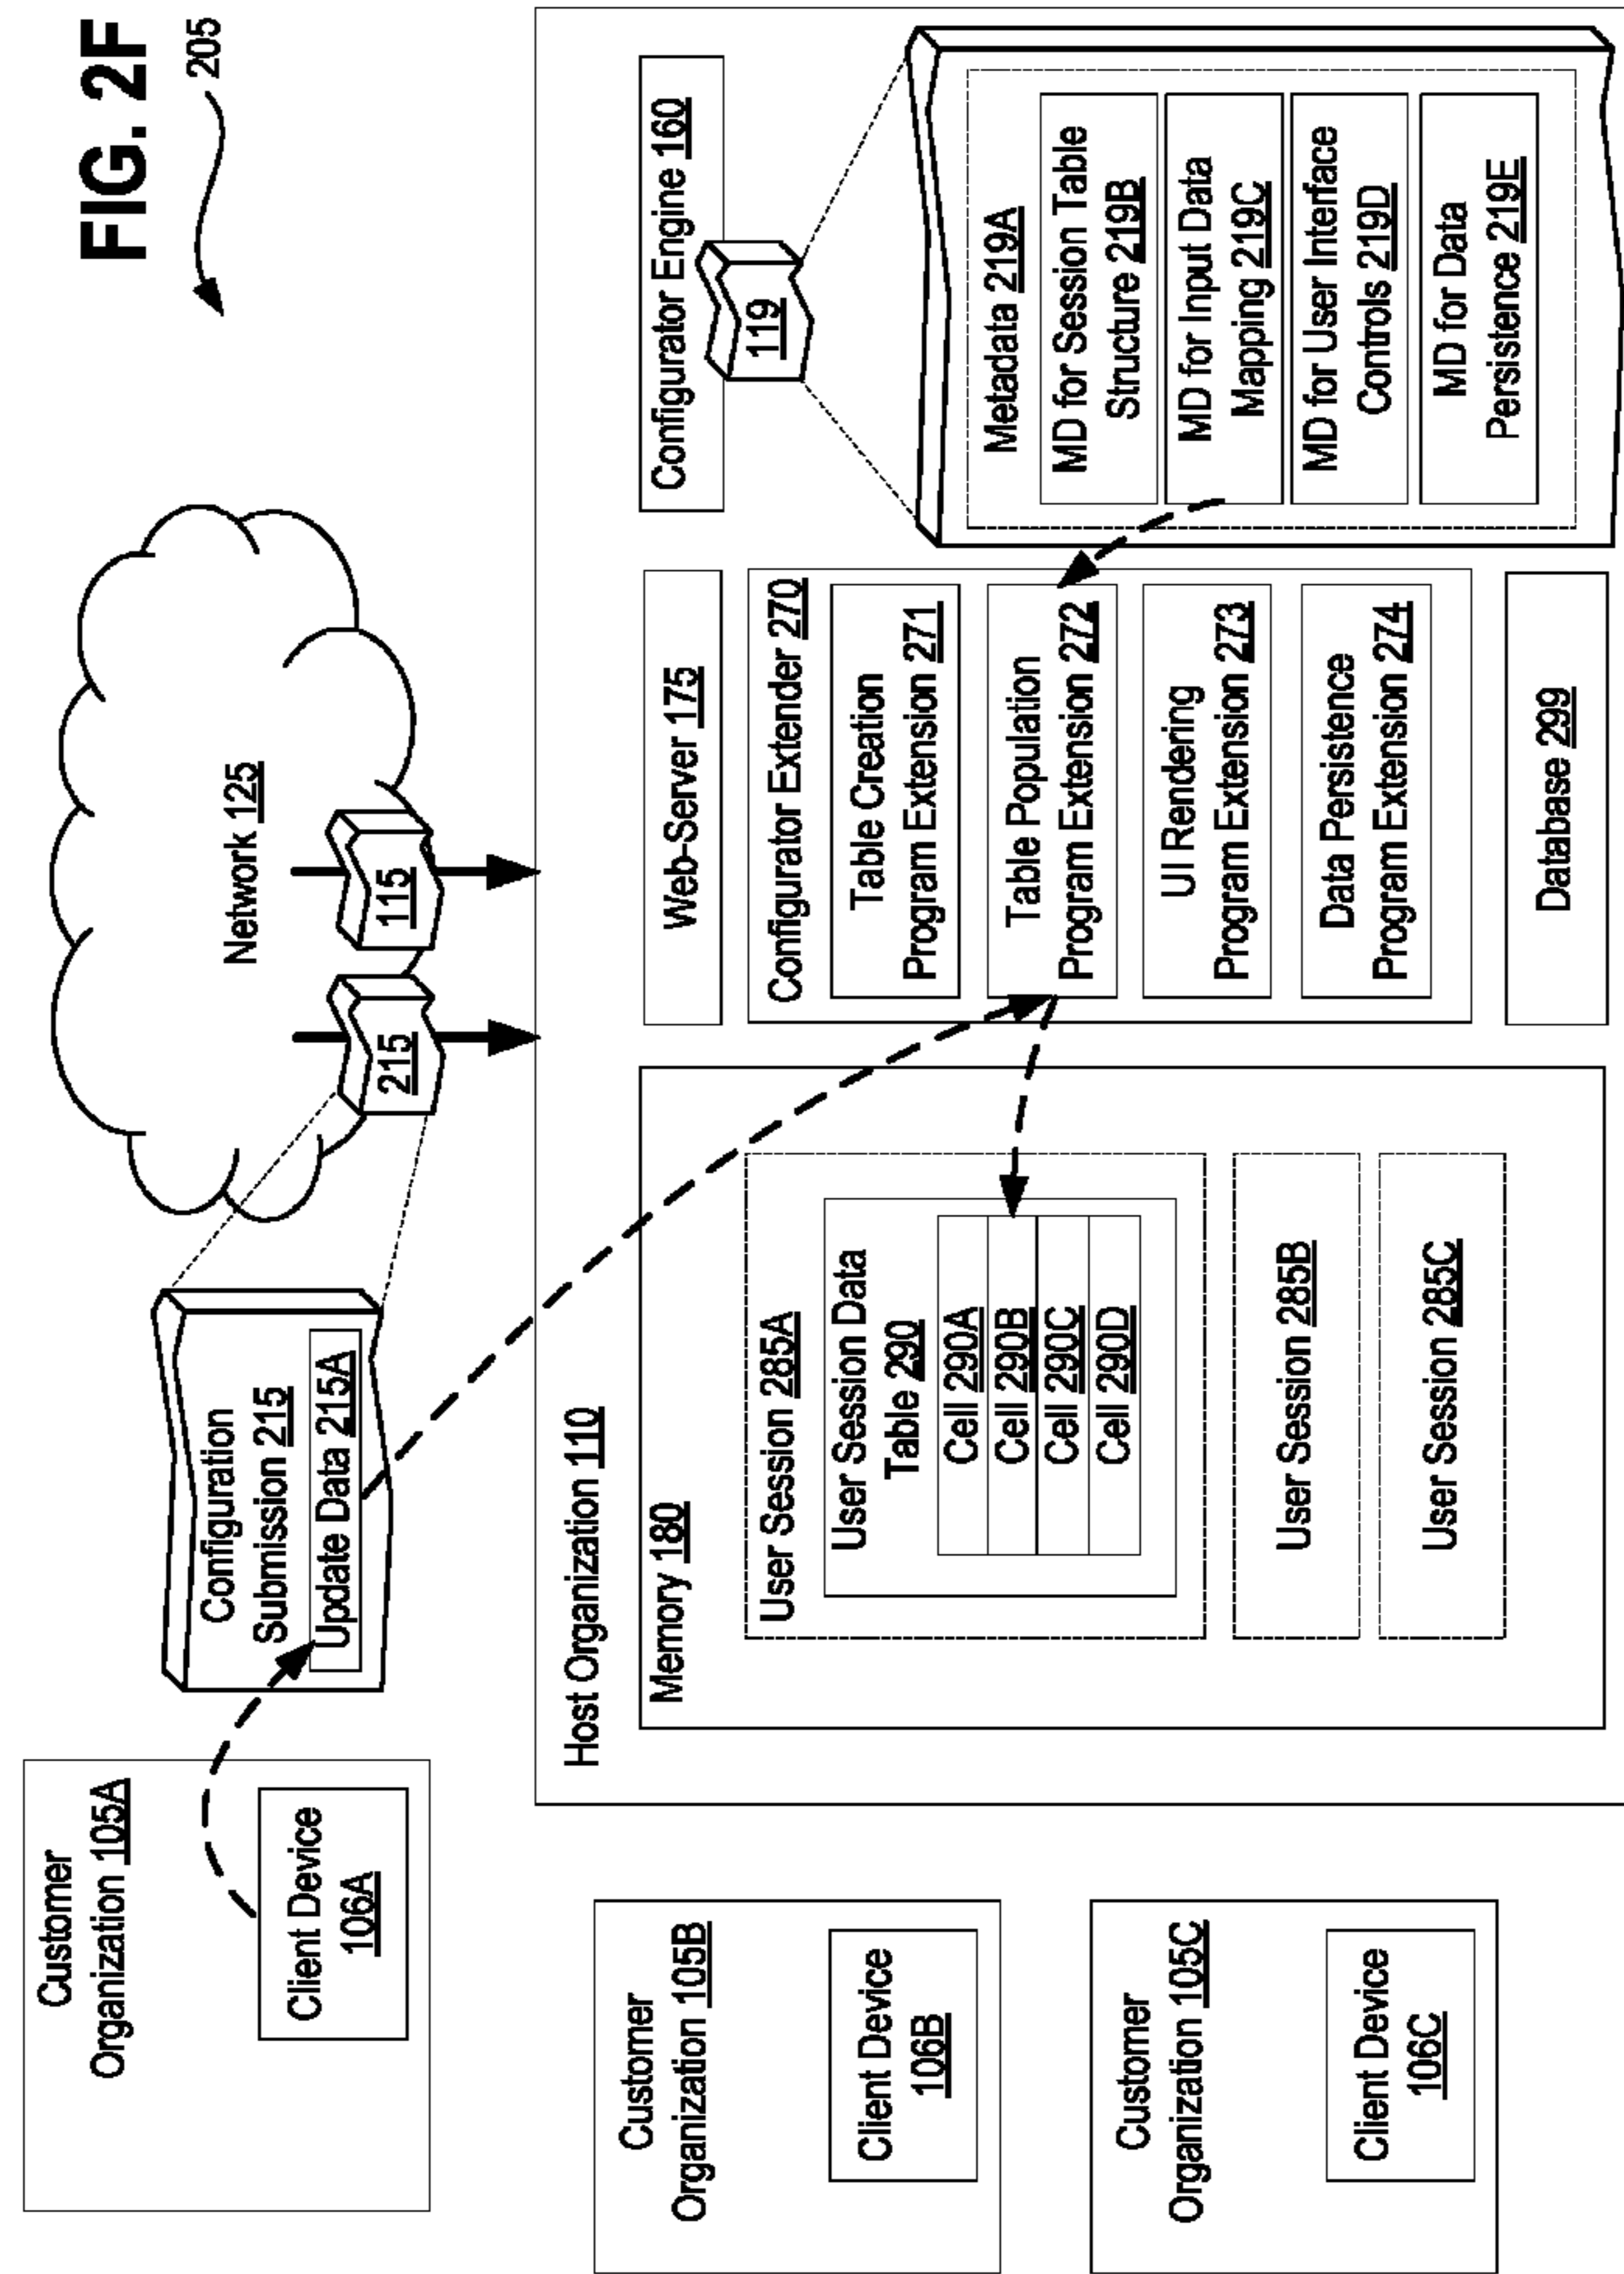 FIG. 2F
205
Customer
Organization 105A
Client Device
106A
Configuration
Submission 215
Update Data 215A
Network 125
215
115
Customer
Organization 105B
Client Device
106B
Customer
Organization 105C
Client Device
106C
Host Organization 110
Memory 180
User Session 285A
User Session Data
Table 290
Cell 290A
Cell 290B
Cell 290C
Cell 290D
User Session 285B
User Session 285C
Web-Server 175
Configurator Extender 270
Table Creation
Program Extension 271
Table Population
Program Extension 272
UI Rendering
Program Extension 273
Data Persistence
Program Extension 274
Database 299
Configurator Engine 160
119
Metadata 219A
MD for Session Table
Structure 219B
MD for Input Data
Mapping 219C
MD for User Interface
Controls 219D
MD for Data
Persistence 219E